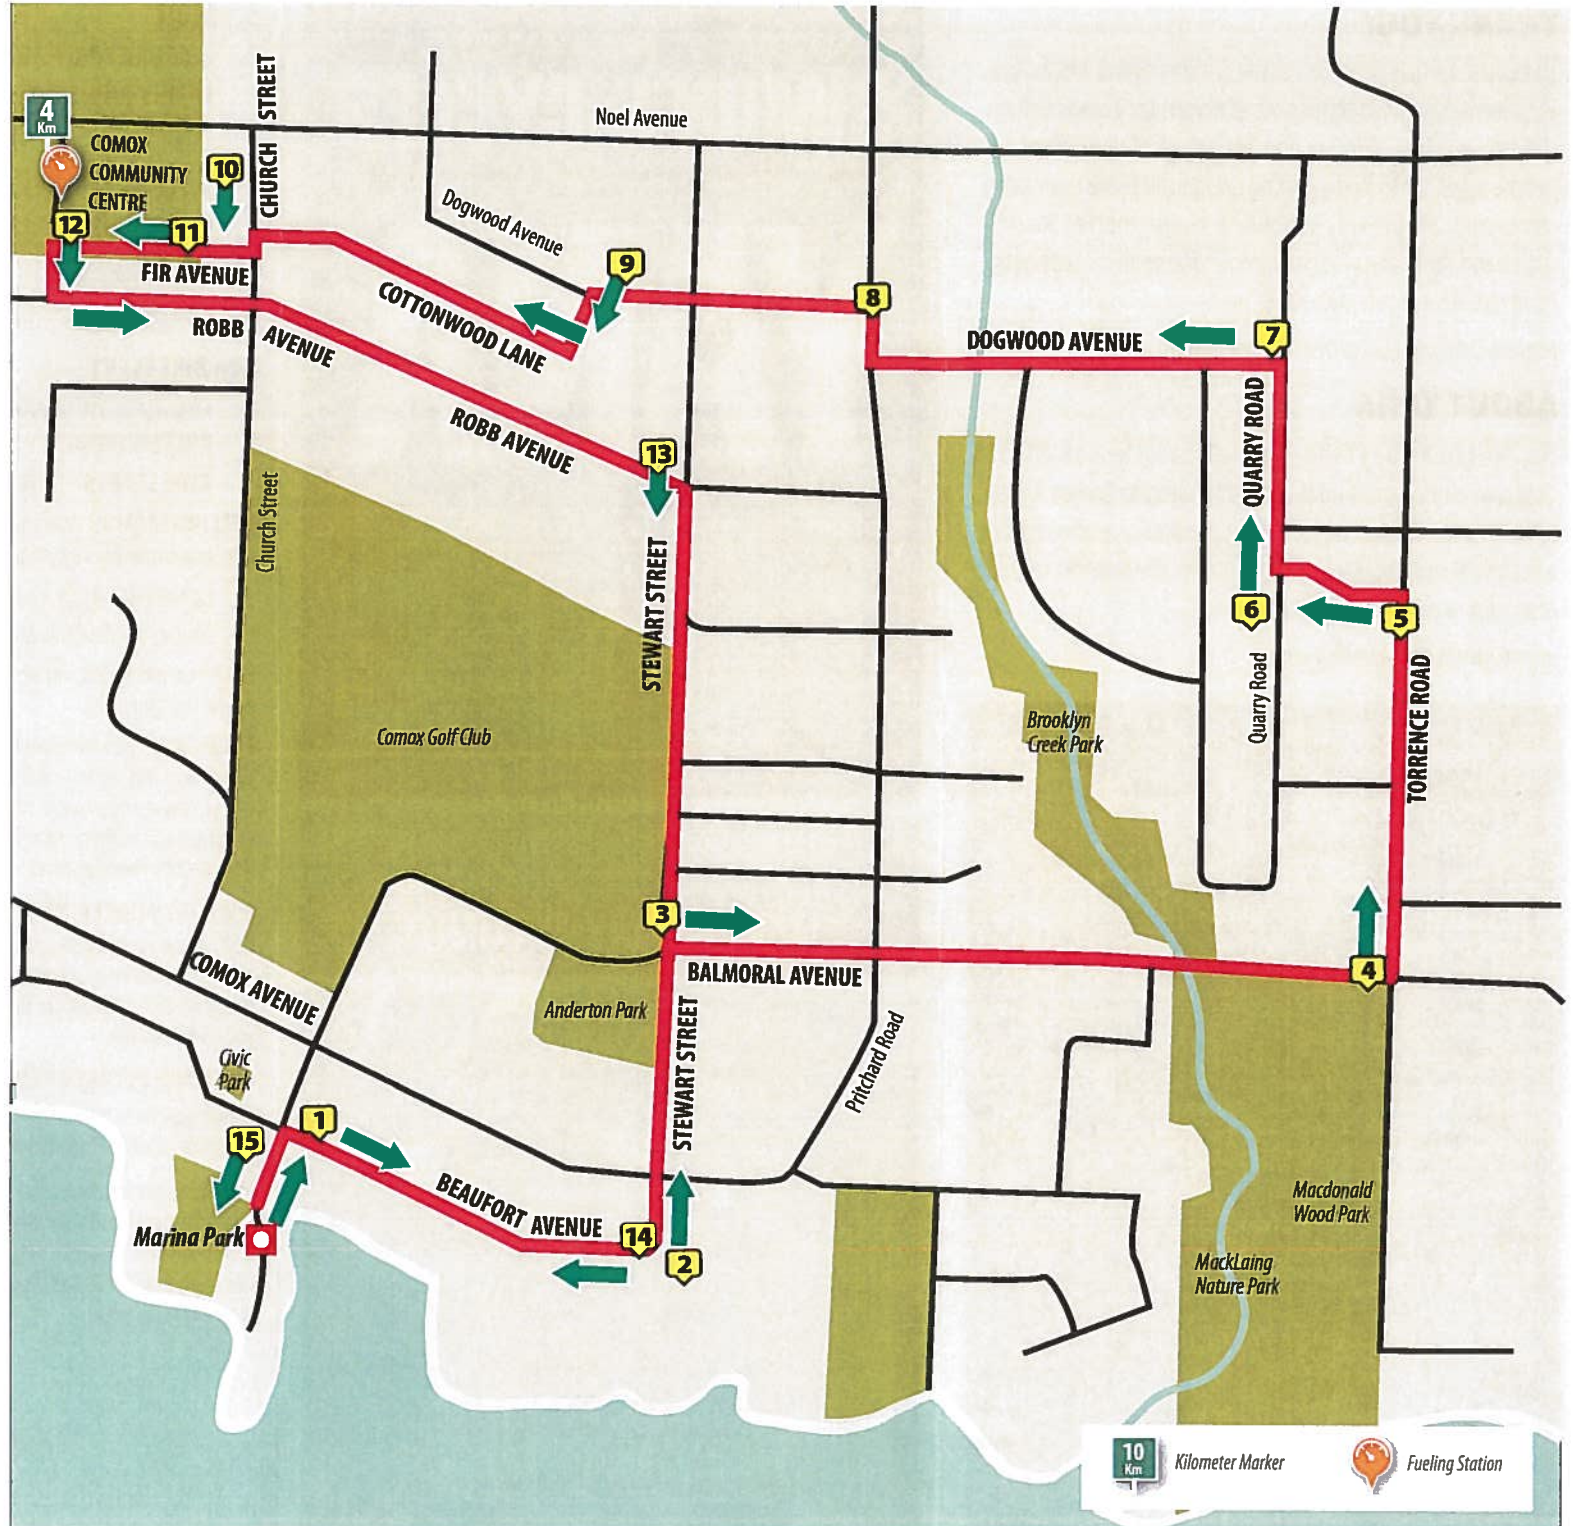 4
Km
COMOX
COMMUNITY
CENTRE
CHURCH STREET
Noel Avenue
10
12
11
FIR AVENUE
Dogwood Avenue
9
8
7
COTTONWOOD LANE
DOGWOOD AVENUE
ROBB AVENUE
ROBB AVENUE
QUARRY ROAD
13
Church Street
STEWART STREET
6
5
Quarry Road
TORRENCE ROAD
Comox Golf Club
Brooklyn
Creek Park
3
BALMORAL AVENUE
4
COMOX AVENUE
Anderton Park
STEWART STREET
Pritchard Road
Civic
Park
1
15
BEAUFORT AVENUE
14
2
Marina Park
Macdonald
Wood Park
MackLaing
Nature Park
10
Km
Kilometer Marker
Fueling Station